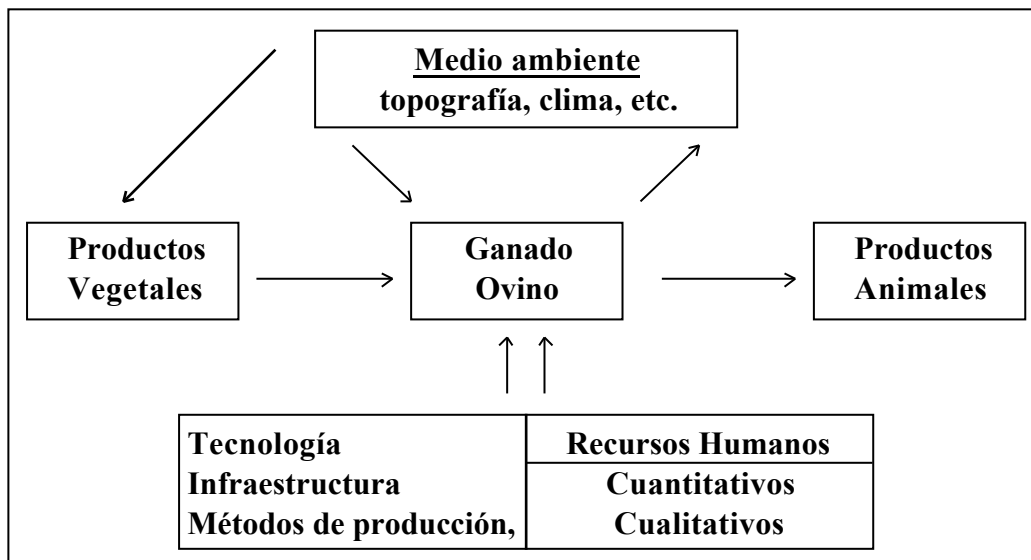 Medio ambiente
topografía, clima, etc.
Productos
Vegetales
Ganado
Ovino
Productos
Animales
Tecnología
Infraestructura
Métodos de producción,
Recursos Humanos
Cuantitativos
Cualitativos